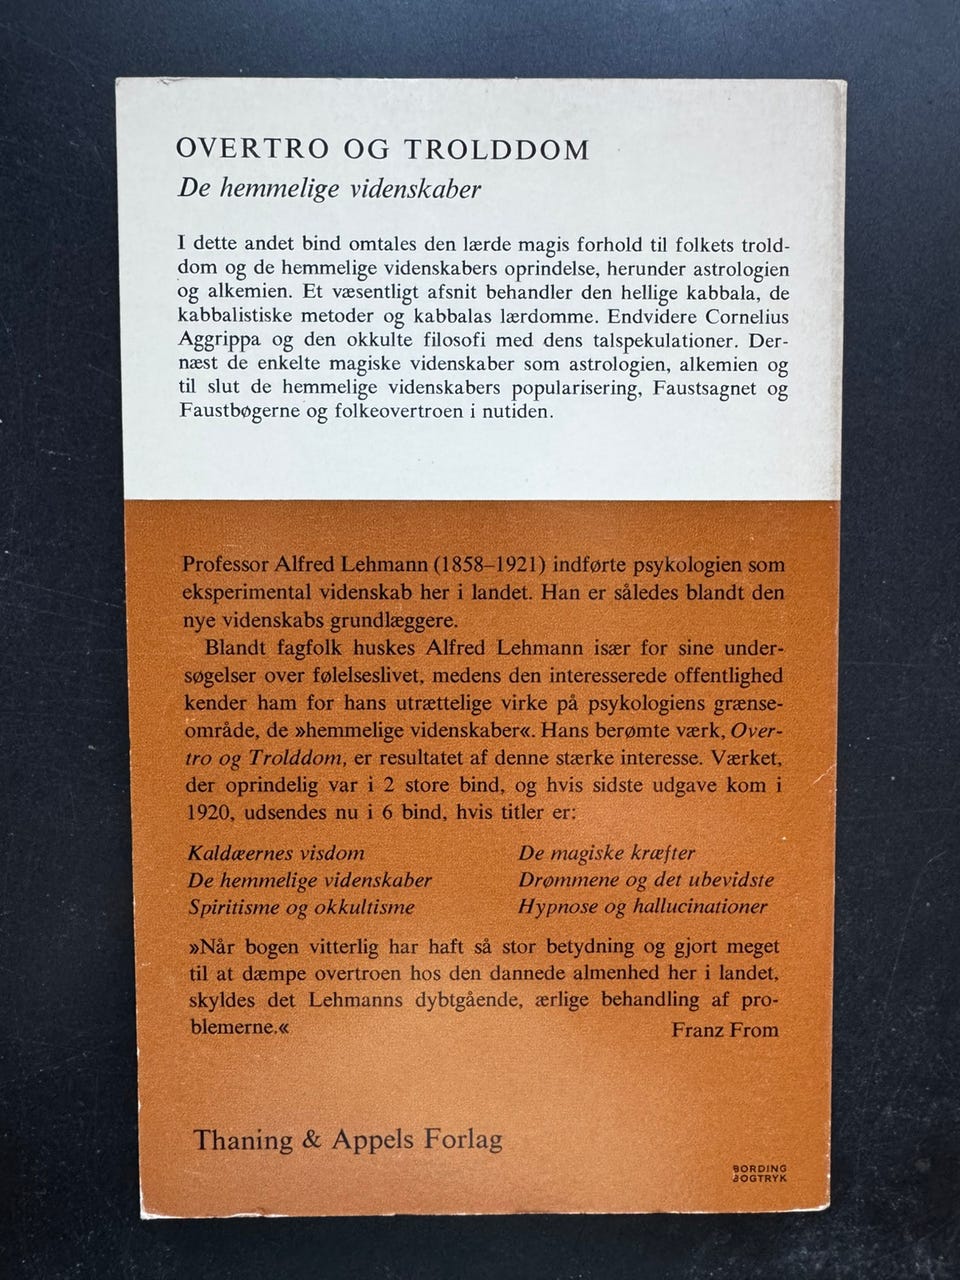 OVERTRO OG TROLDDOM
De hemmelige videnskaber
I dette andet bind omtales den lærde magis forhold til folkets trold-
dom og de hemmelige videnskabers oprindelse, herunder astrologien
og alkemien. Et væsentligt afsnit behandler den hellige kabbala, de
kabbalistiske metoder og kabbalas lærdomme. Endvidere Cornelius
Aggrippa og den okkulte filosofi med dens talspekulationer. Der-
næst de enkelte magiske videnskaber som astrologien, alkemien og
til slut de hemmelige videnskabers popularisering, Faustsagnet og
Faustbøgerne og folkeovertroen i nutiden.
Professor Alfred Lehmann (1858–1921) indførte psykologien som
eksperimental videnskab her i landet. Han er således blandt den
nye videnskabs grundlæggere.
Blandt fagfolk huskes Alfred Lehmann især for sine under-
søgelser over følelseslivet, medens den interesserede offentlighed
kender ham for hans utrættelige virke på psykologiens grænse-
område, de »hemmelige videnskaber«. Hans berømte værk, Over-
tro og Trolddom, er resultatet af denne stærke interesse. Værket,
der oprindelig var i 2 store bind, og hvis sidste udgave kom i
1920, udsendes nu i 6 bind, hvis titler er:
Kaldæernes visdom
De hemmelige videnskaber
Spiritisme og okkultisme
De magiske kræfter
Drømmene og det ubevidste
Hypnose og hallucinationer
»Når bogen vitterlig har haft så stor betydning og gjort meget
til at dæmpe overtroen hos den dannede almenhed her i landet,
skyldes det Lehmanns dybtgående, ærlige behandling af pro-
blemerne.«
Franz From
Thaning & Appels Forlag
BORDING
BOGTRYK